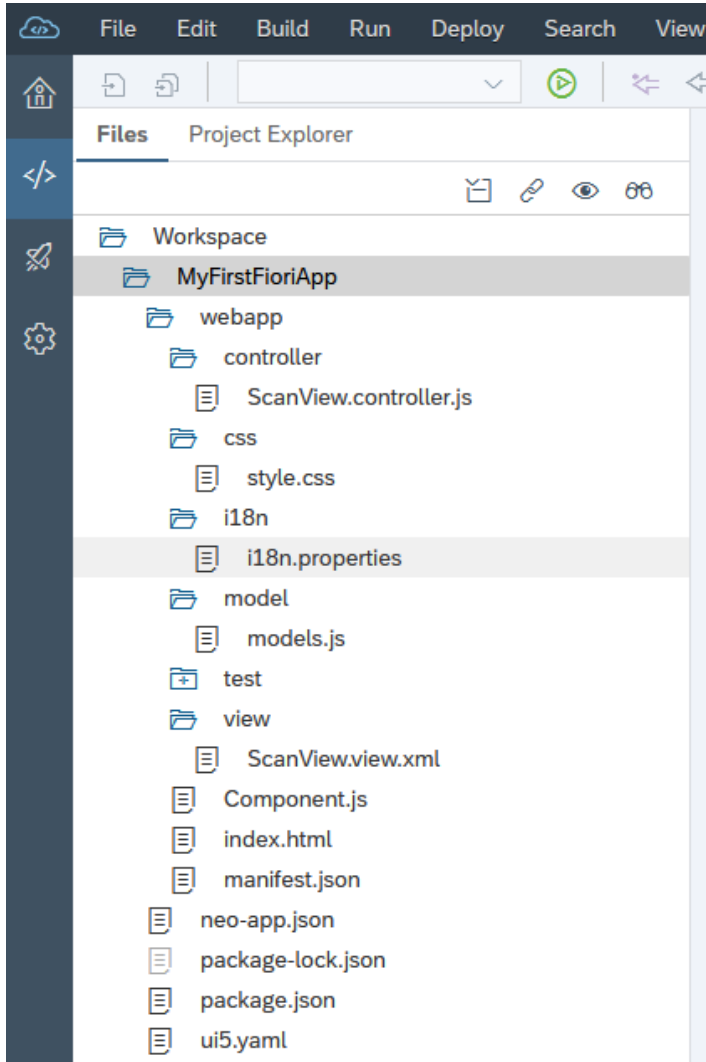 File Edit Build Run Deploy Search View
Files Project Explorer
Workspace
MyFirstFioriApp
webapp
controller
ScanView.controller.js
css
style.css
i18n
i18n.properties
model
models.js
test
view
ScanView.view.xml
Component.js
index.html
manifest.json
neo-app.json
package-lock.json
package.json
ui5.yaml